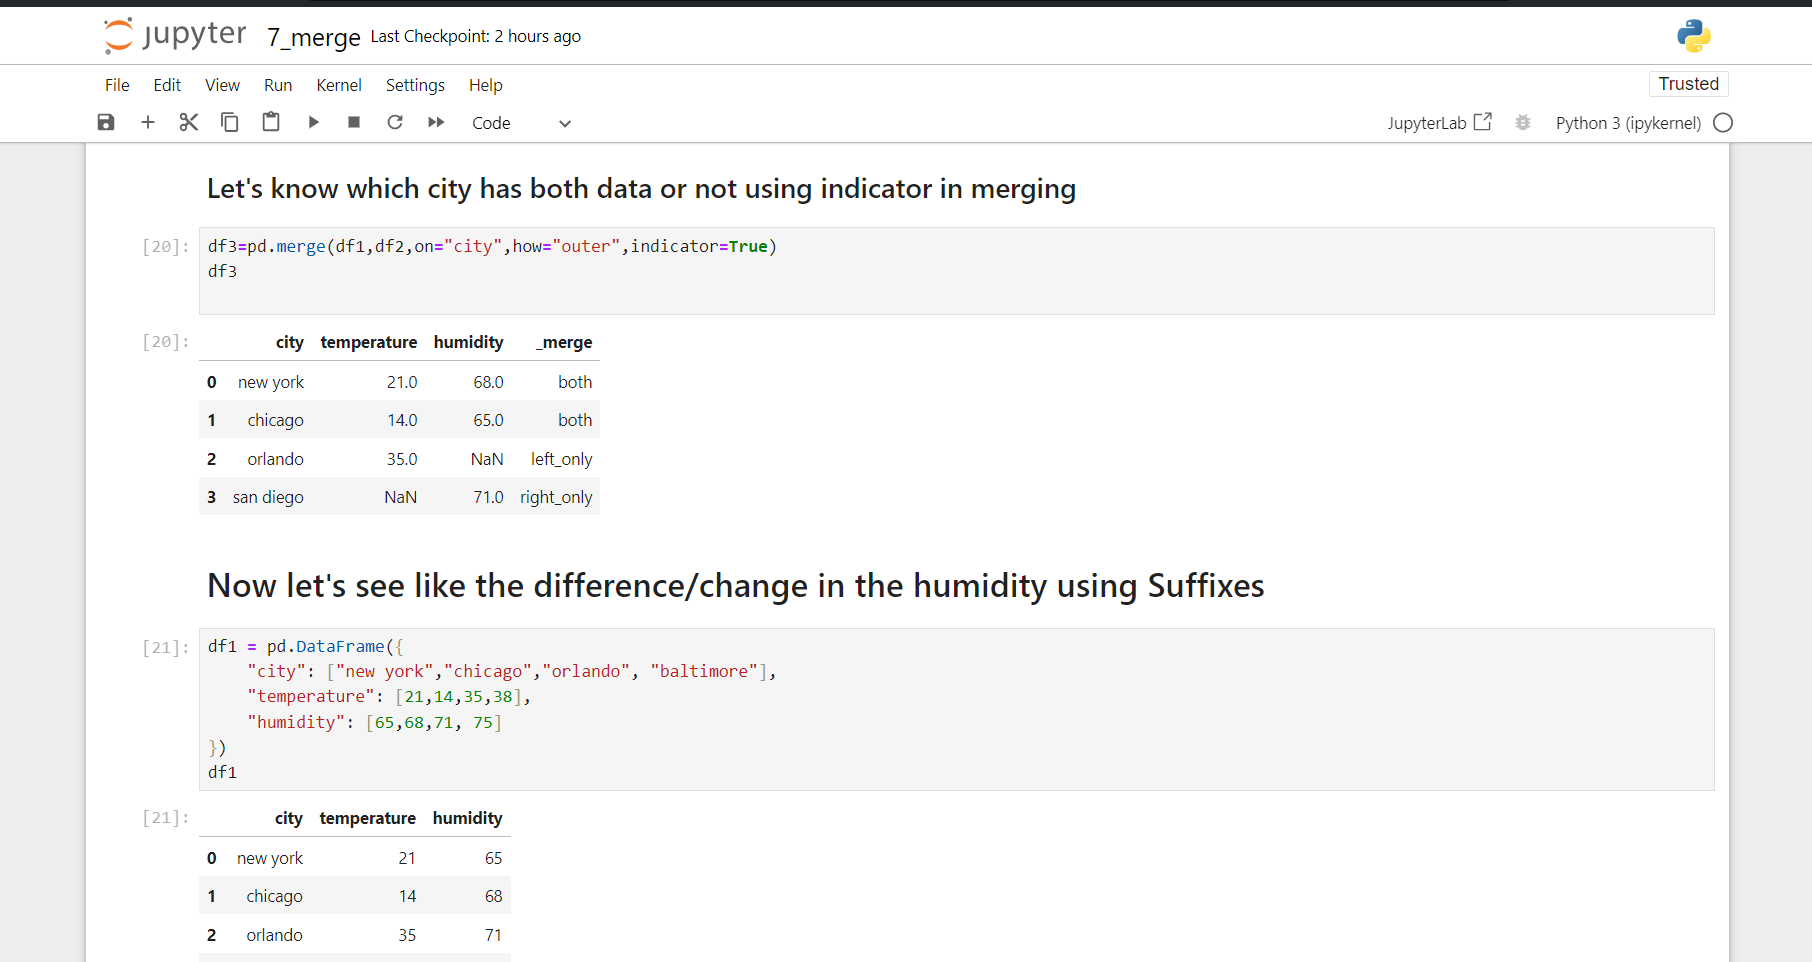 jupyter 7_merge Last Checkpoint: 2 hours ago
File Edit View Run Kernel Settings Help Trusted
Code JupyterLab Python 3 (ipykernel)
Let's know which city has both data or not using indicator in merging
[20]: df3=pd.merge(df1,df2,on="city",how="outer",indicator=True)
df3
[20]: city temperature humidity _merge
0 new york 21.0 68.0 both
1 chicago 14.0 65.0 both
2 orlando 35.0 NaN left_only
3 san diego NaN 71.0 right_only
Now let's see like the difference/change in the humidity using Suffixes
[21]: df1 = pd.DataFrame({
"city": ["new york","chicago","orlando", "baltimore"],
"temperature": [21,14,35,38],
"humidity": [65,68,71, 75]
})
df1
[21]: city temperature humidity
0 new york 21 65
1 chicago 14 68
2 orlando 35 71